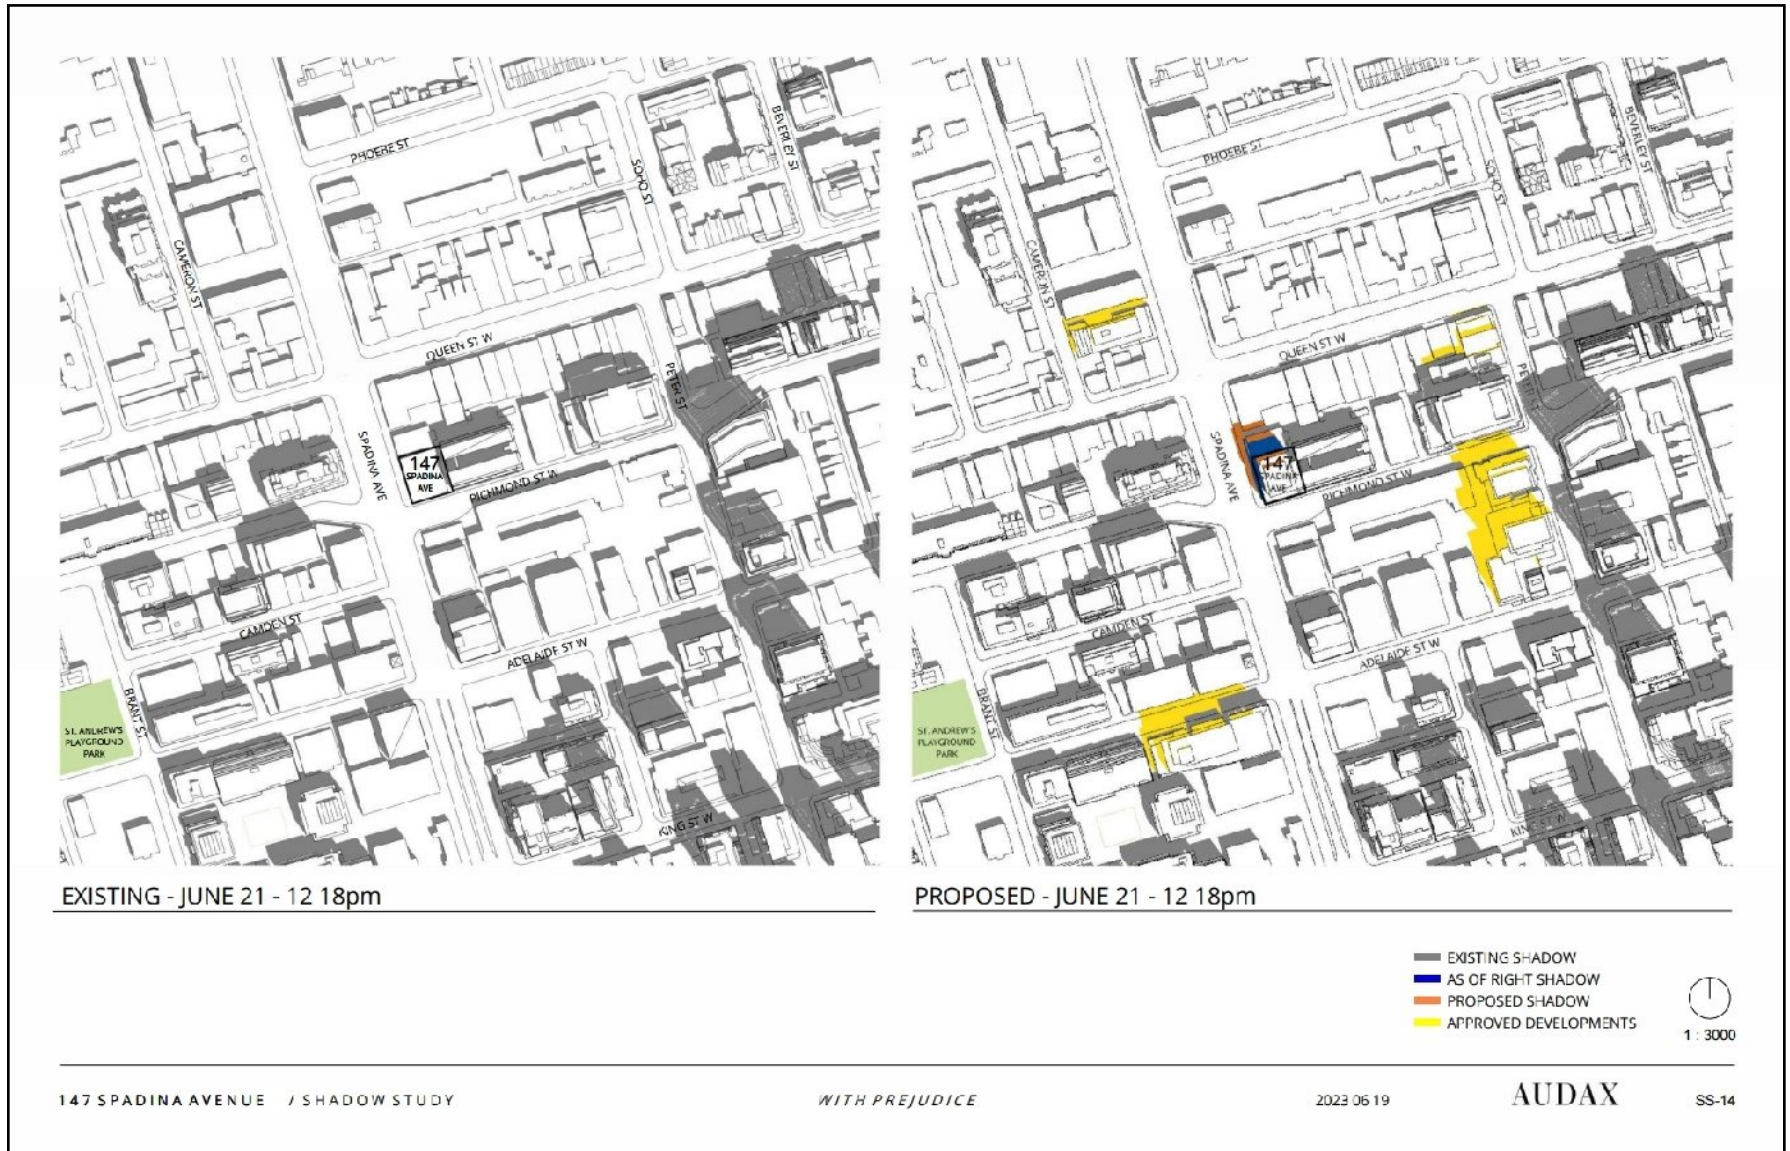 PHOEBE ST
SOHO ST
BEVERLEY ST
CAMERON ST
QUEEN ST W
PETER ST
SPADINA AVE
147
SPADINA
AVE
RICHMOND ST W
CAMDEN ST
ADELAIDE ST W
BRANT ST
ST. ANDREW'S
PLAYGROUND
PARK
KING ST W
EXISTING - JUNE 21 - 12 18pm
PHOEBE ST
SOHO ST
BEVERLEY ST
CAMERON ST
QUEEN ST W
SPADINA AVE
147
SPADINA
AVE
RICHMOND ST W
CAMDEN ST
ADELAIDE ST W
BRANT ST
ST. ANDREW'S
PLAYGROUND
PARK
KING ST W
PROPOSED - JUNE 21 - 12 18pm
EXISTING SHADOW
AS OF RIGHT SHADOW
PROPOSED SHADOW
APPROVED DEVELOPMENTS
1 : 3000
147 SPADINA AVENUE / SHADOW STUDY
WITH PREJUDICE
2023 06 19
AUDAX
SS-14